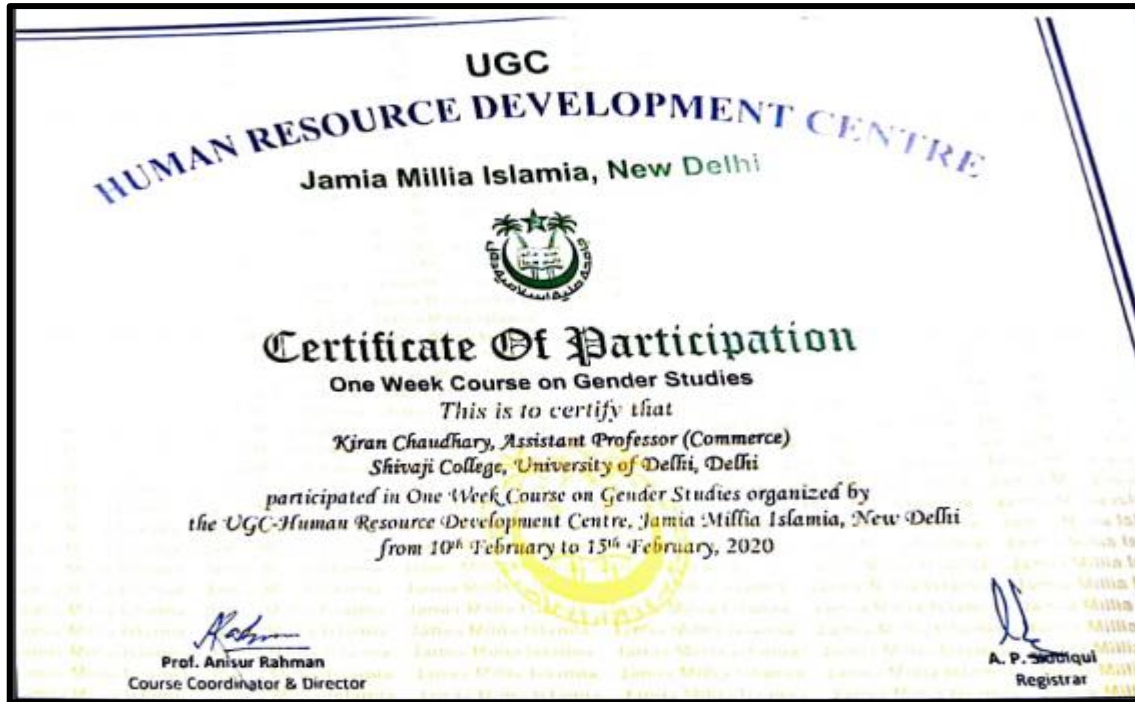 UGC
HUMAN RESOURCE DEVELOPMENT CENTRE
Jamia Millia Islamia, New Delhi
Certificate Of Participation
One Week Course on Gender Studies
This is to certify that
Kiran Chaudhary, Assistant Professor (Commerce)
Shivaji College, University of Delhi, Delhi
participated in One Week Course on Gender Studies organized by
the UGC-Human Resource Development Centre, Jamia Millia Islamia, New Delhi
from 10th February to 15th February, 2020
Prof. Anisur Rahman
Course Coordinator & Director
A. P. Siddiqui
Registrar